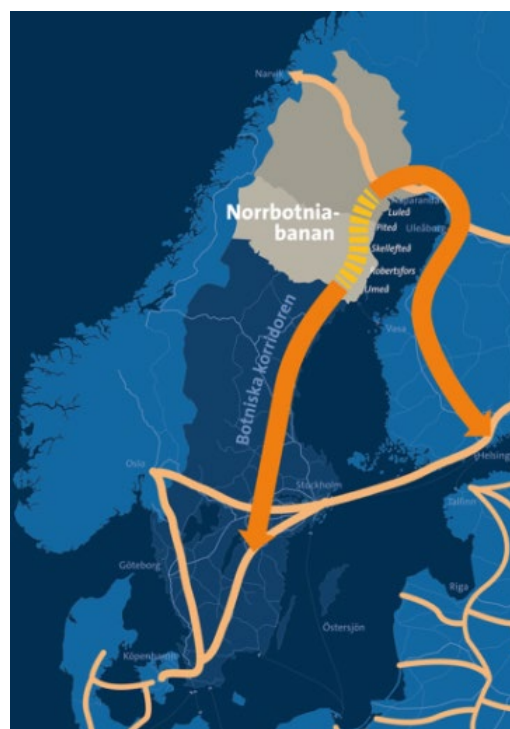 Narvik
Norrbotnia-
banan
Haparanda
Luleå
Piteå
Uleåborg
Skellefteå
Robertsfors
Umeå
Botniska korridoren
Vasa
Oslo
Stockholm
Helsing
Tallinn
Göteborg
Riga
Östersjön
Köpenhamn